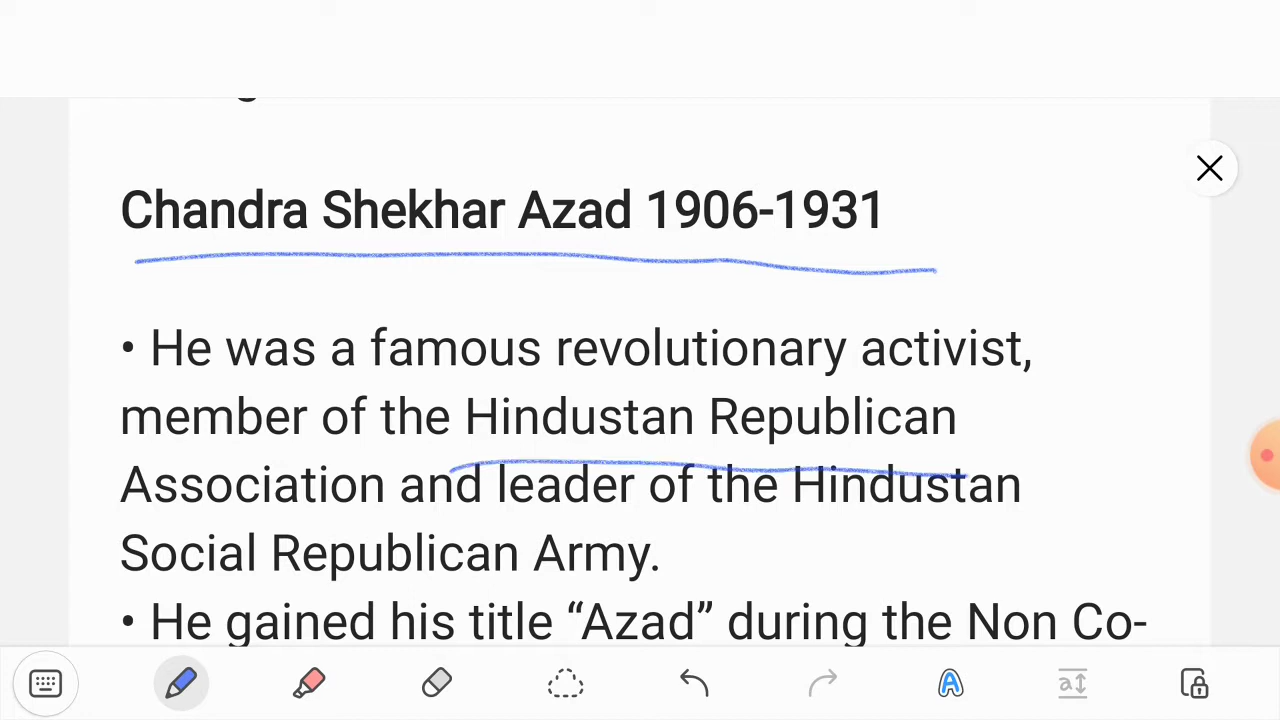 Chandra Shekhar Azad 1906-1931
• He was a famous revolutionary activist,
member of the Hindustan Republican
Association and leader of the Hindustan
Social Republican Army.
• He gained his title “Azad” during the Non Co-